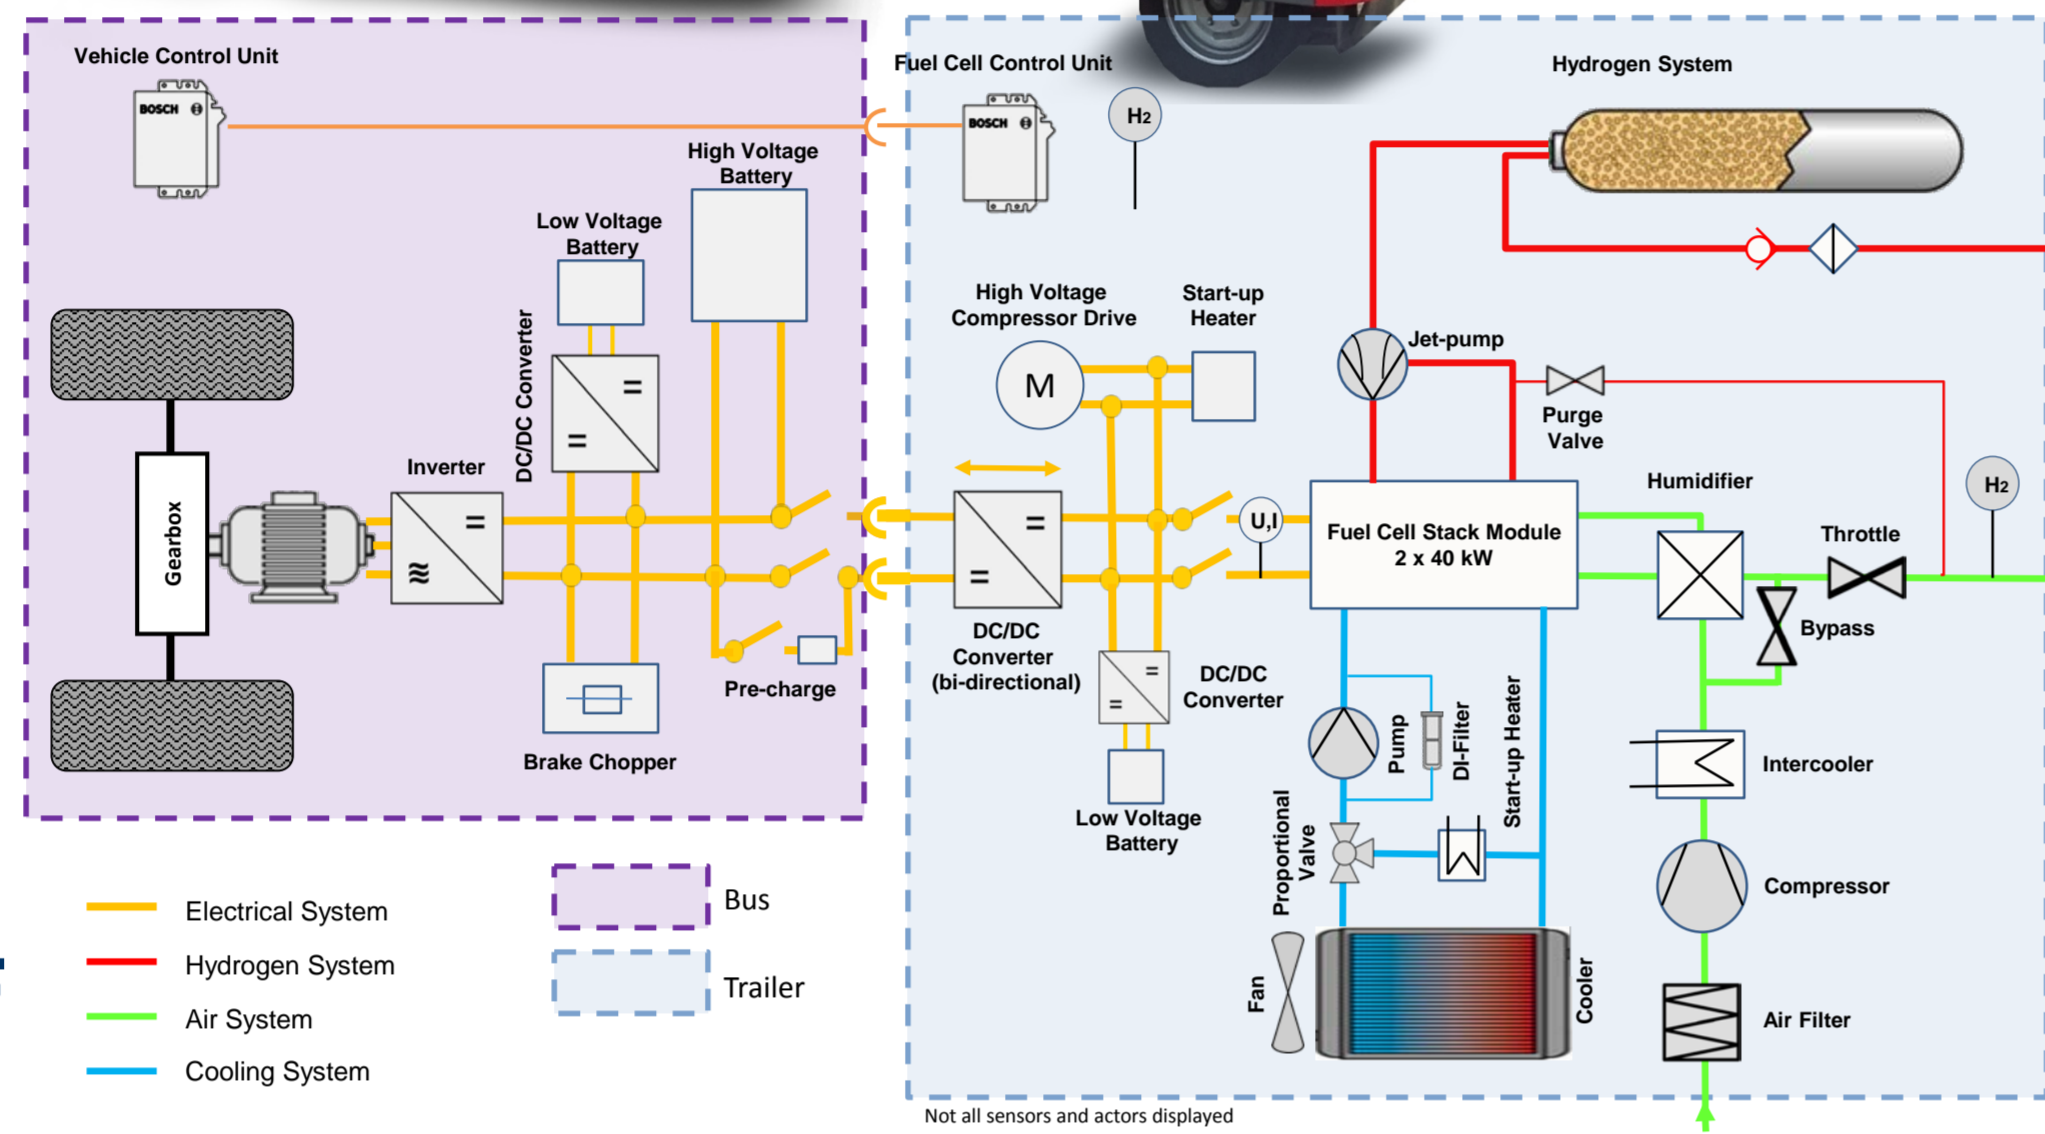 Vehicle Control Unit
BOSCH
Fuel Cell Control Unit
BOSCH
H2
Hydrogen System
High Voltage
Battery
Low Voltage
Battery
DC/DC Converter
Inverter
Gearbox
Pre-charge
Brake Chopper
High Voltage
Compressor Drive
M
Start-up
Heater
Jet-pump
Purge
Valve
Humidifier
H2
Throttle
U,I
Fuel Cell Stack Module
2 x 40 kW
Bypass
DC/DC
Converter
(bi-directional)
DC/DC
Converter
Low Voltage
Battery
Pump
DI-Filter
Start-up Heater
Intercooler
Proportional
Valve
Compressor
Fan
Cooler
Air Filter
Electrical System
Hydrogen System
Air System
Cooling System
Bus
Trailer
Not all sensors and actors displayed